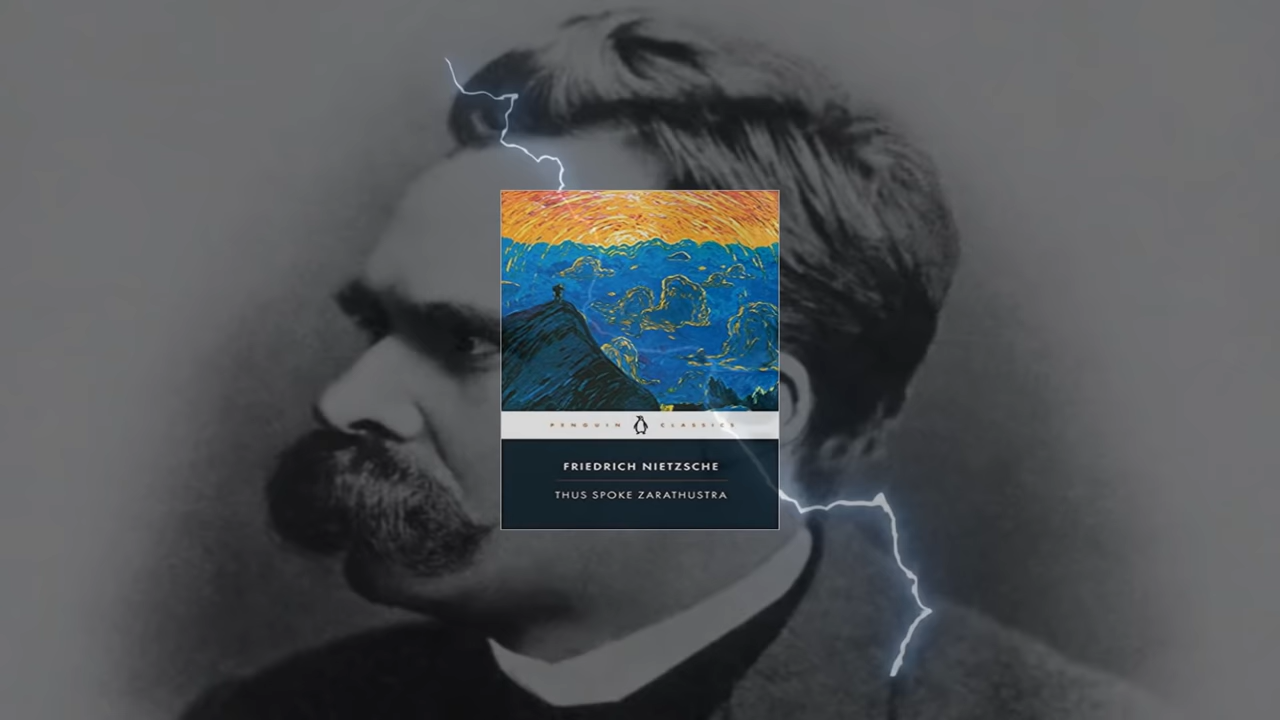 PENGUIN CLASSICS
FRIEDRICH NIETZSCHE
THUS SPOKE ZARATHUSTRA